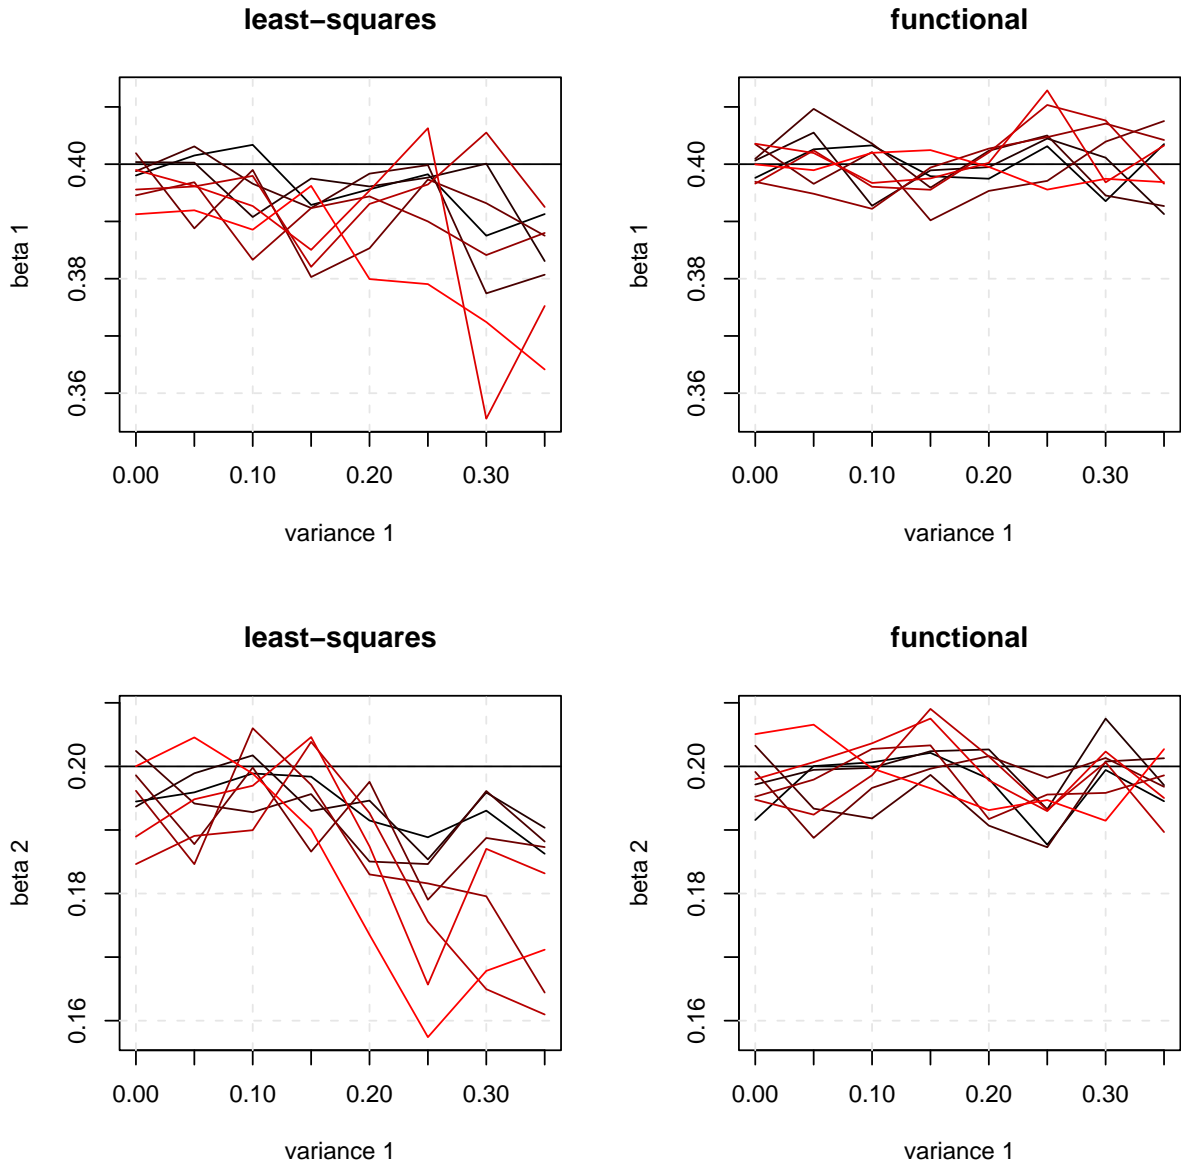 least−squares
functional
beta 1
0.36
0.38
0.40
0.00 0.10 0.20 0.30
variance 1
beta 1
0.36
0.38
0.40
0.00 0.10 0.20 0.30
variance 1
least−squares
functional
beta 2
0.16
0.18
0.20
0.00 0.10 0.20 0.30
variance 1
beta 2
0.16
0.18
0.20
0.00 0.10 0.20 0.30
variance 1